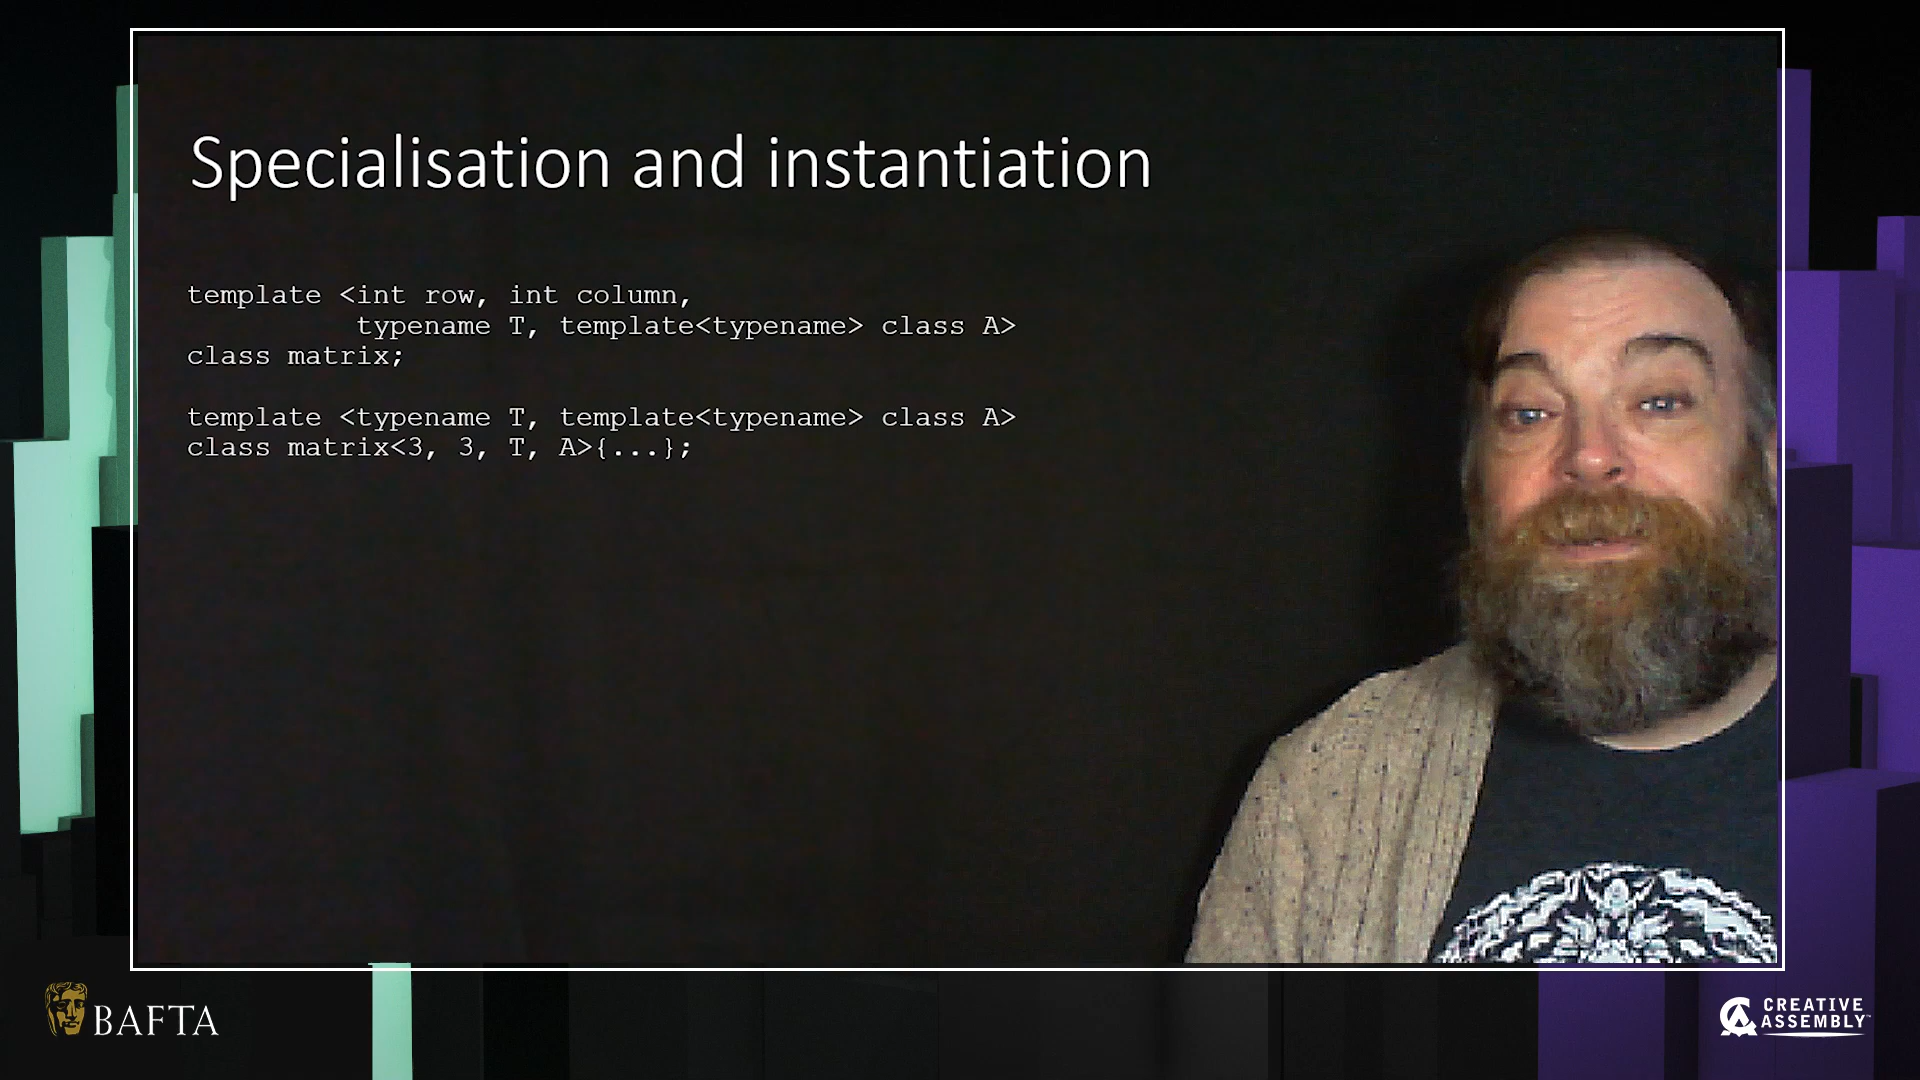 Specialisation and instantiation
template <int row, int column,
typename T, template<typename> class A>
class matrix;
template <typename T, template<typename> class A>
class matrix<3, 3, T, A>{...};
BAFTA
CREATIVE
ASSEMBLY™